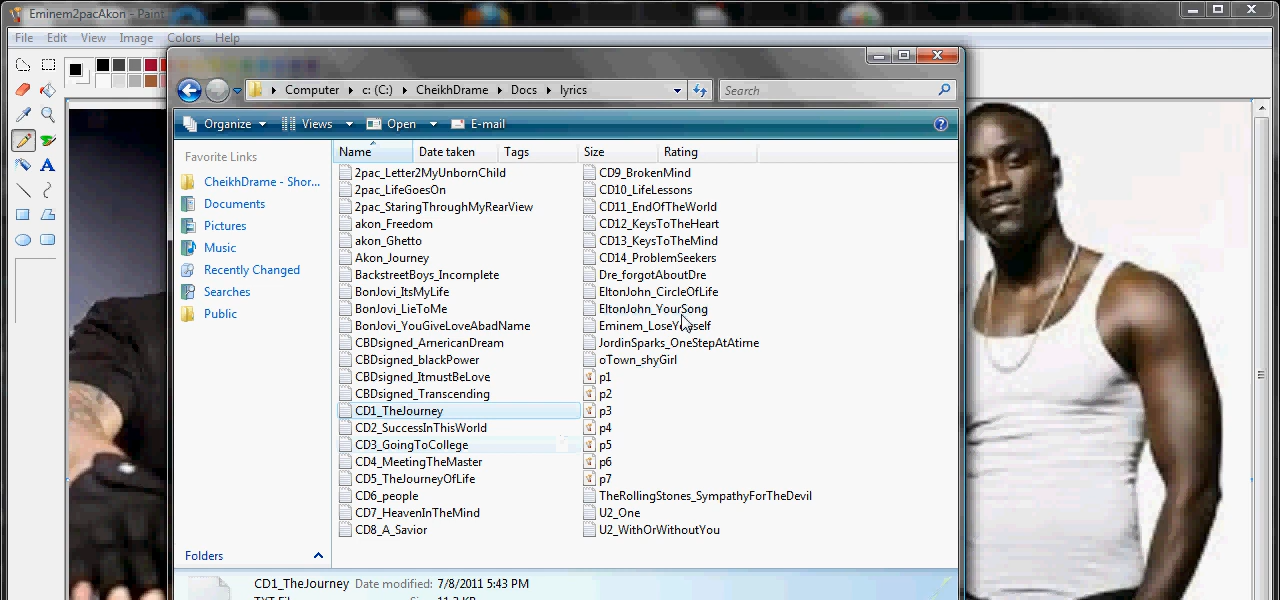 Eminem2pacAkon - Paint
File Edit View Image Colors Help
Computer c: (C:) CheikhDrame Docs lyrics Search
Organize Views Open E-mail
Favorite Links
CheikhDrame - Shor...
Documents
Pictures
Music
Recently Changed
Searches
Public
Folders
Name Date taken Tags Size Rating
2pac_Letter2MyUnbornChild
2pac_LifeGoesOn
2pac_StaringThroughMyRearView
akon_Freedom
akon_Ghetto
Akon_Journey
BackstreetBoys_Incomplete
BonJovi_ItsMyLife
BonJovi_LieToMe
BonJovi_YouGiveLoveAbadName
CBDsigned_AmericanDream
CBDsigned_blackPower
CBDsigned_ItmustBeLove
CBDsigned_Transcending
CD1_TheJourney
CD2_SuccessInThisWorld
CD3_GoingToCollege
CD4_MeetingTheMaster
CD5_TheJourneyOfLife
CD6_people
CD7_HeavenInTheMind
CD8_A_Savior
CD9_BrokenMind
CD10_LifeLessons
CD11_EndOfTheWorld
CD12_KeysToTheHeart
CD13_KeysToTheMind
CD14_ProblemSeekers
Dre_forgotAboutDre
EltonJohn_CircleOfLife
EltonJohn_YourSong
Eminem_LoseYourself
JordinSparks_OneStepAtAtime
oTown_shyGirl
p1
p2
p3
p4
p5
p6
p7
TheRollingStones_SympathyForTheDevil
U2_One
U2_WithOrWithoutYou
CD1_TheJourney Date modified: 7/8/2011 5:43 PM